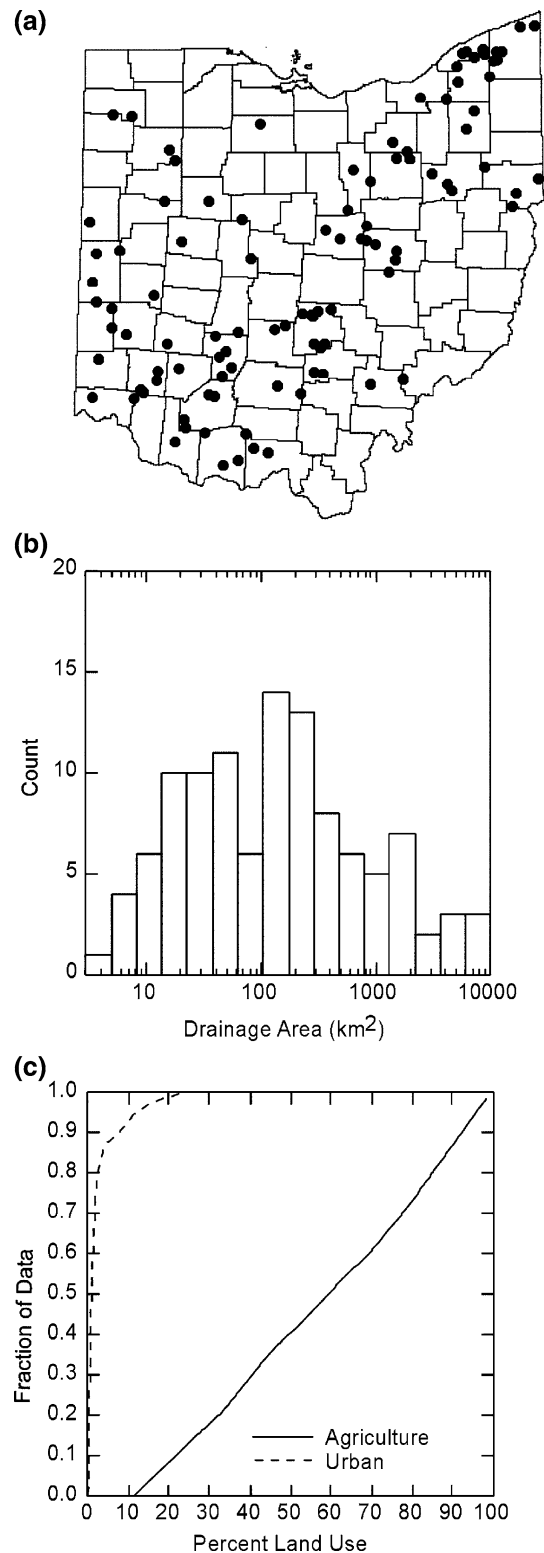 (a)
(b)
20
15
10
5
0
Count
10 100 1000 10000
Drainage Area (km2)
(c)
1.0
0.9
0.8
0.7
0.6
0.5
0.4
0.3
0.2
0.1
0.0
Fraction of Data
Agriculture
Urban
0 10 20 30 40 50 60 70 80 90 100
Percent Land Use